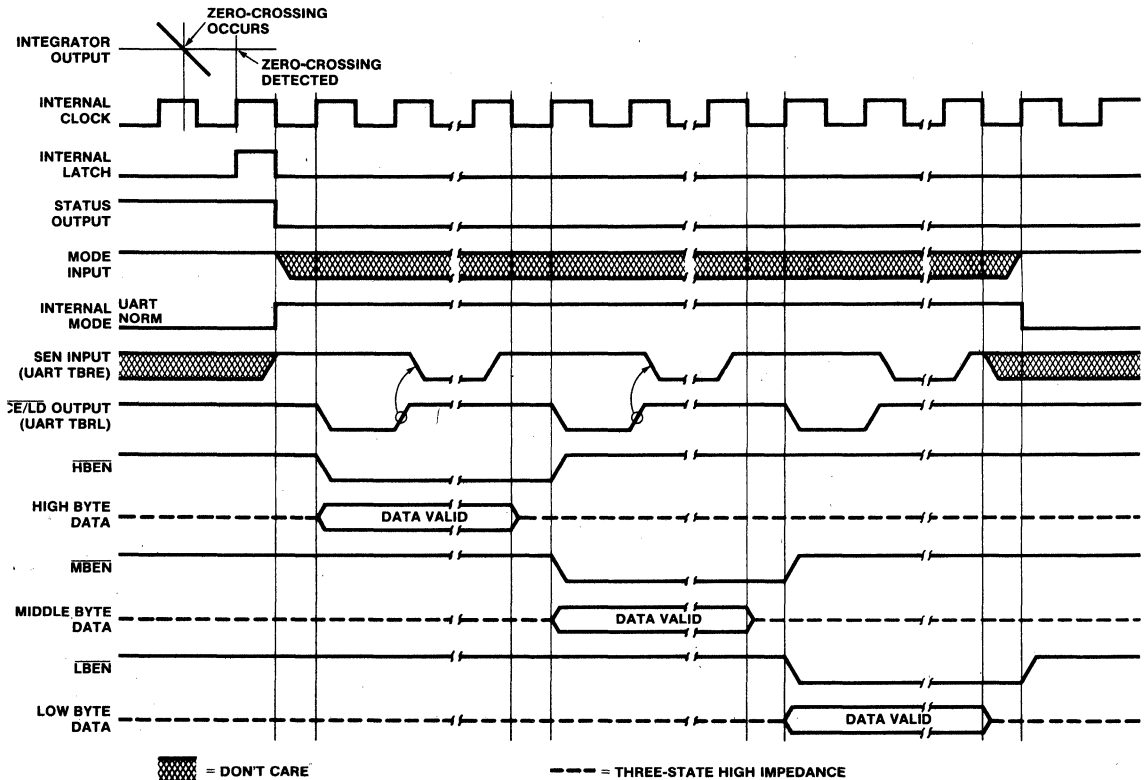 ZERO-CROSSING
OCCURS
INTEGRATOR
OUTPUT
ZERO-CROSSING
DETECTED
INTERNAL
CLOCK
INTERNAL
LATCH
STATUS
OUTPUT
MODE
INPUT
INTERNAL
MODE
UART
NORM
SEN INPUT
(UART TBRE)
CE/LD OUTPUT
(UART TBRL)
HBEN
HIGH BYTE
DATA
DATA VALID
MBEN
MIDDLE BYTE
DATA
DATA VALID
LBEN
LOW BYTE
DATA
DATA VALID
= DON'T CARE
= THREE-STATE HIGH IMPEDANCE